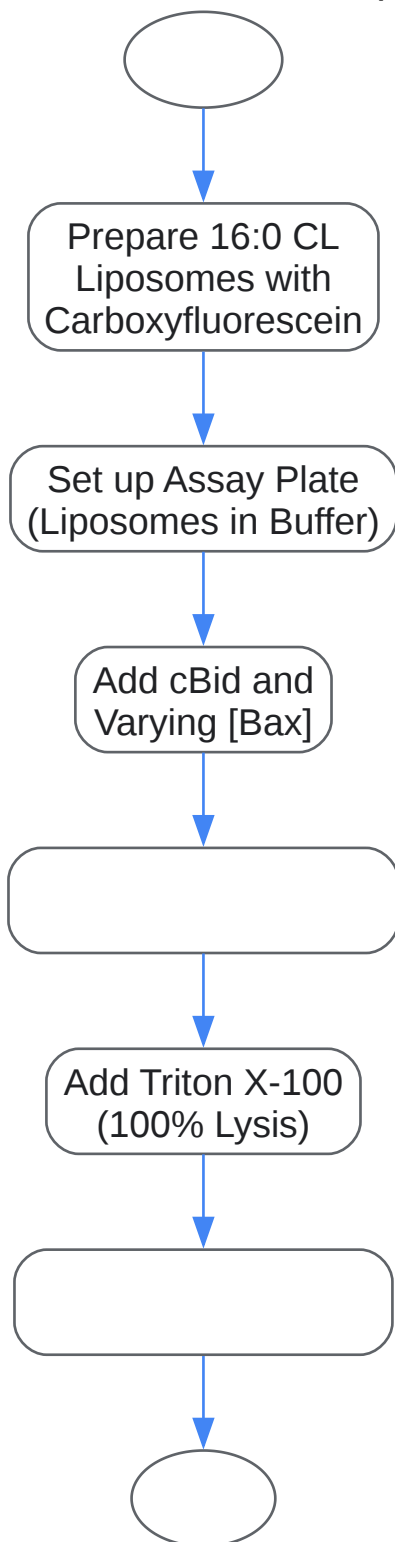 Prepare 16:0 CL
Liposomes with
Carboxyfluorescein
Set up Assay Plate
(Liposomes in Buffer)
Add cBid and
Varying [Bax]
Add Triton X-100
(100% Lysis)